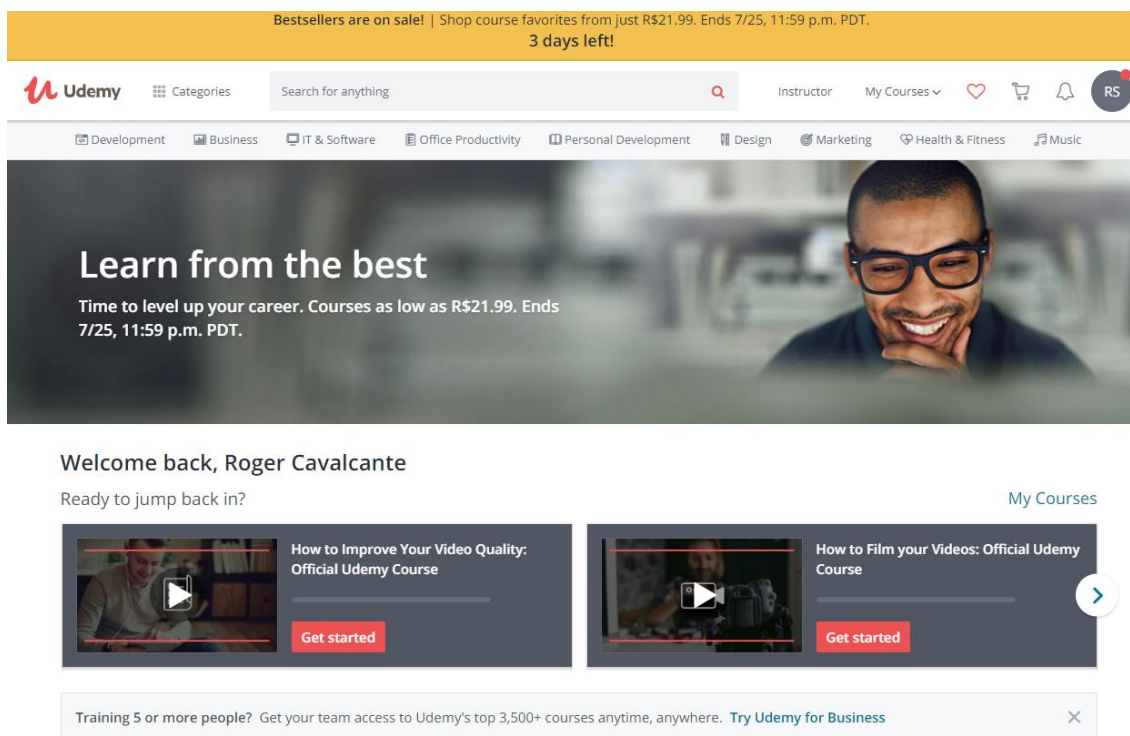 Bestsellers are on sale! | Shop course favorites from just R$21.99. Ends 7/25, 11:59 p.m. PDT.
3 days left!
Udemy
Categories
Search for anything
Instructor
My Courses
RS
Development
Business
IT & Software
Office Productivity
Personal Development
Design
Marketing
Health & Fitness
Music
Learn from the best
Time to level up your career. Courses as low as R$21.99. Ends
7/25, 11:59 p.m. PDT.
Welcome back, Roger Cavalcante
Ready to jump back in?
My Courses
How to Improve Your Video Quality:
Official Udemy Course
Get started
How to Film your Videos: Official Udemy
Course
Get started
Training 5 or more people? Get your team access to Udemy's top 3,500+ courses anytime, anywhere. Try Udemy for Business